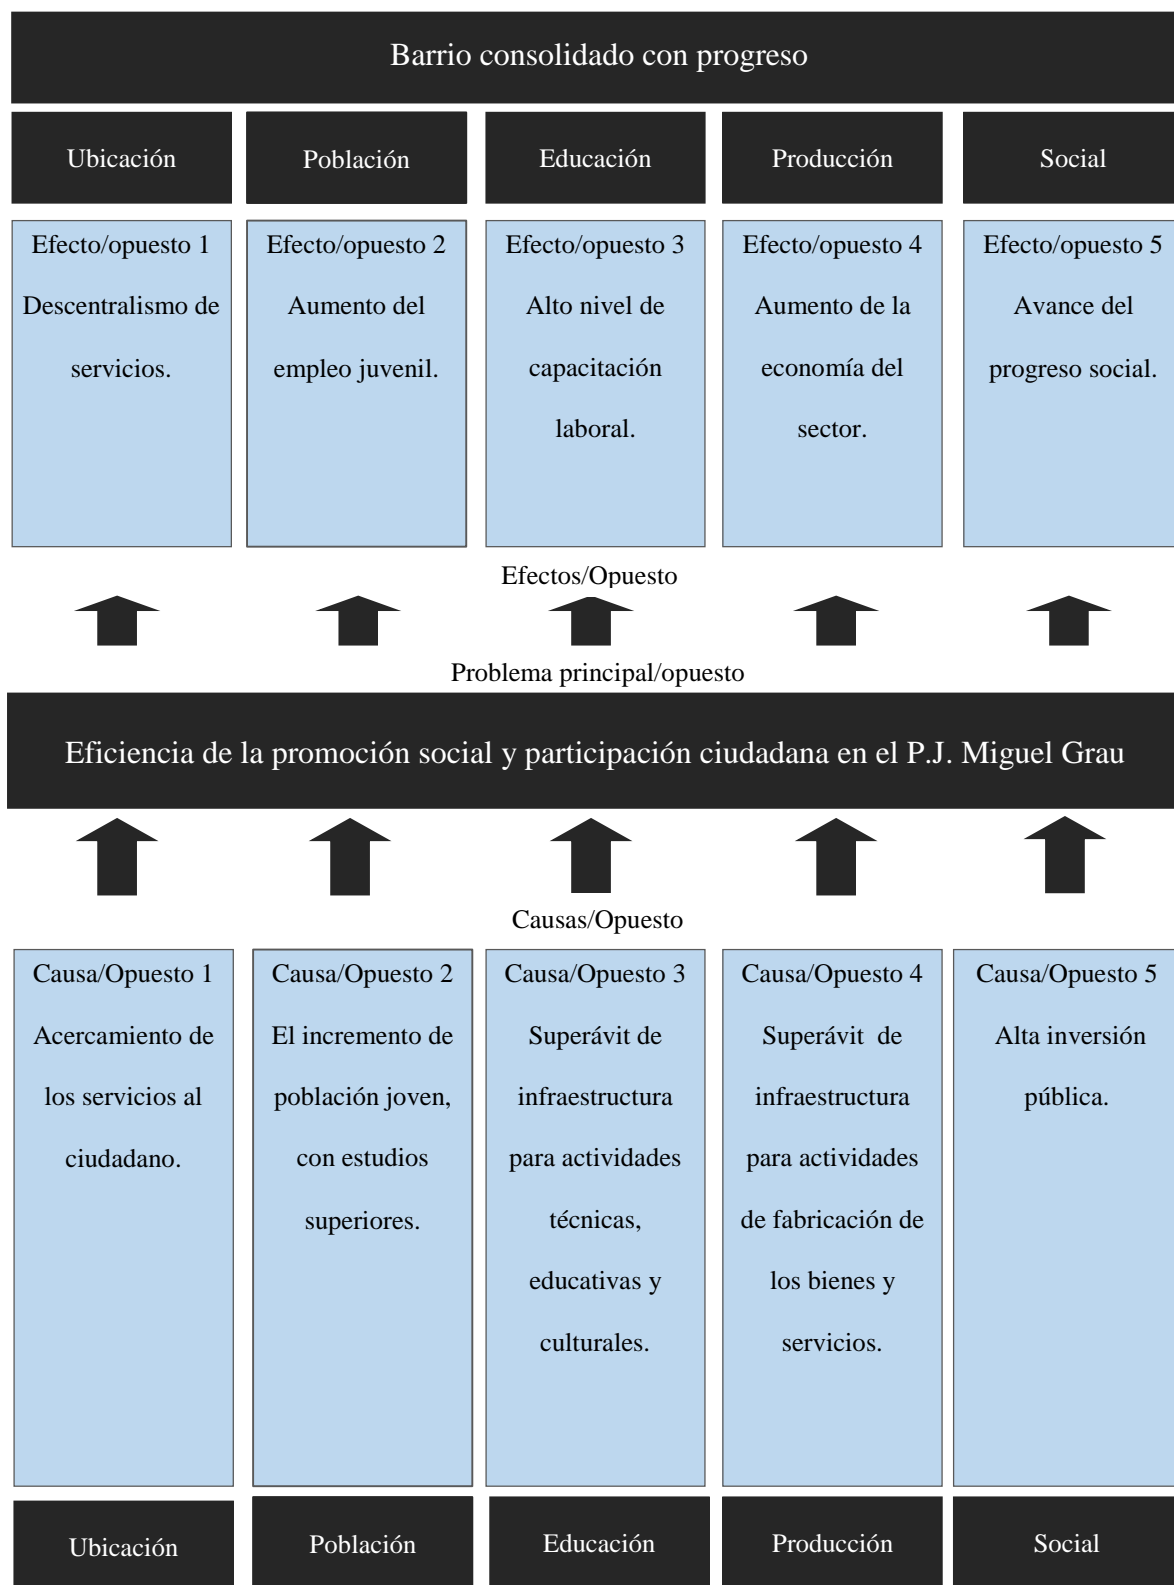 Barrio consolidado con progreso
Ubicación
Población
Educación
Producción
Social
Efecto/opuesto 1
Descentralismo de
servicios.
Efecto/opuesto 2
Aumento del
empleo juvenil.
Efecto/opuesto 3
Alto nivel de
capacitación
laboral.
Efecto/opuesto 4
Aumento de la
economía del
sector.
Efecto/opuesto 5
Avance del
progreso social.
Efectos/Opuesto
Problema principal/opuesto
Eficiencia de la promoción social y participación ciudadana en el P.J. Miguel Grau
Causas/Opuesto
Causa/Opuesto 1
Acercamiento de
los servicios al
ciudadano.
Causa/Opuesto 2
El incremento de
población joven,
con estudios
superiores.
Causa/Opuesto 3
Superávit de
infraestructura
para actividades
técnicas,
educativas y
culturales.
Causa/Opuesto 4
Superávit de
infraestructura
para actividades
de fabricación de
los bienes y
servicios.
Causa/Opuesto 5
Alta inversión
pública.
Ubicación
Población
Educación
Producción
Social